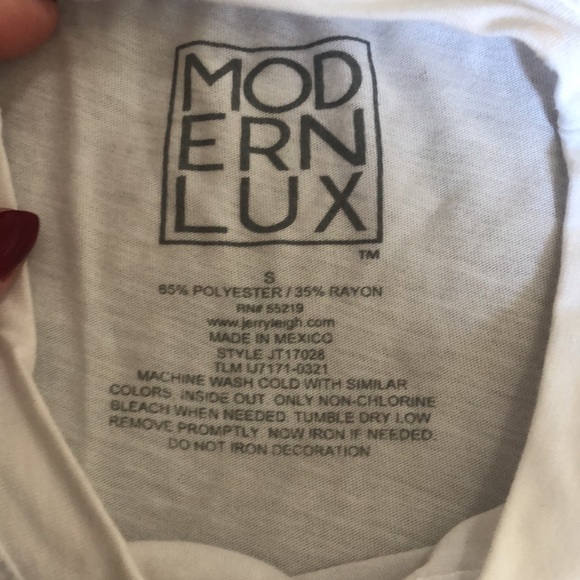 MOD
ERN
LUX
™
S
65% POLYESTER / 35% RAYON
RN# 55219
www.jerryleigh.com
MADE IN MEXICO
STYLE JT17028
TLM IJ7171-0321
MACHINE WASH COLD WITH SIMILAR
COLORS. INSIDE OUT. ONLY NON-CHLORINE
BLEACH WHEN NEEDED. TUMBLE DRY LOW.
REMOVE PROMPTLY. NOW IRON IF NEEDED.
DO NOT IRON DECORATION